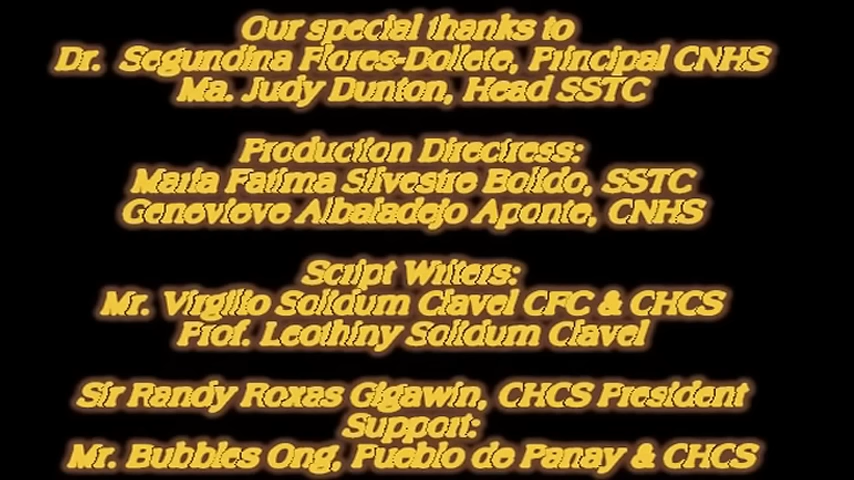 Our special thanks to
Dr. Segundina Flores-Dollete, Principal CNHS
Ma. Judy Dunton, Head SSTC
Production Directress:
Maria Fatima Silvestre Bolido, SSTC
Genevieve Albaladejo Aponte, CNHS
Script Writers:
Mr. Virgilio Solidum Clavel CFC & CHCS
Prof. Leothiny Solidum Clavel
Sir Randy Roxas Gigawin, CHCS President
Support:
Mr. Bubbles Ong, Pueblo de Panay & CHCS